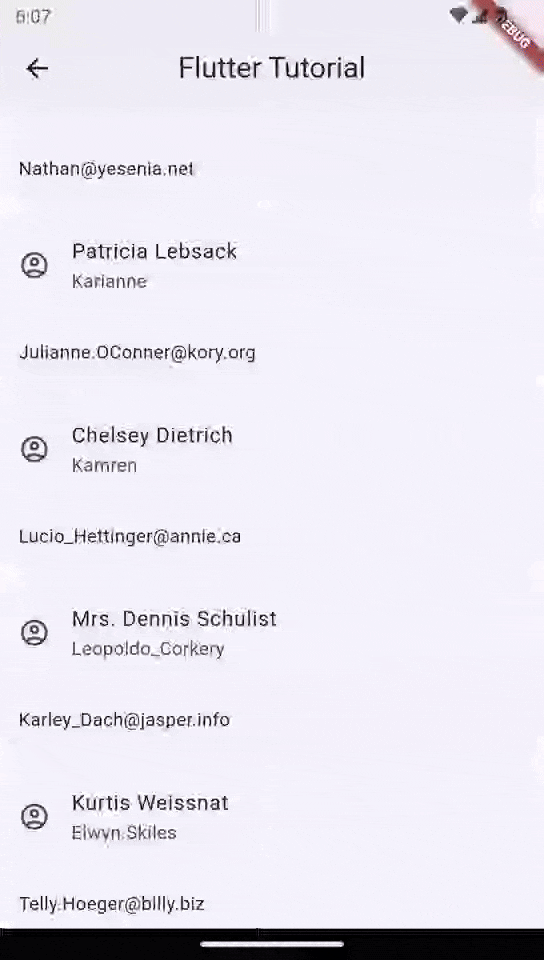 6:07
Flutter Tutorial
Nathan@yesenia.net
Patricia Lebsack
Karianne
Julianne.OConner@kory.org
Chelsey Dietrich
Kamren
Lucio_Hettinger@annie.ca
Mrs. Dennis Schulist
Leopoldo_Corkery
Karley_Dach@jasper.info
Kurtis Weissnat
Elwyn.Skiles
Telly.Hoeger@billy.biz